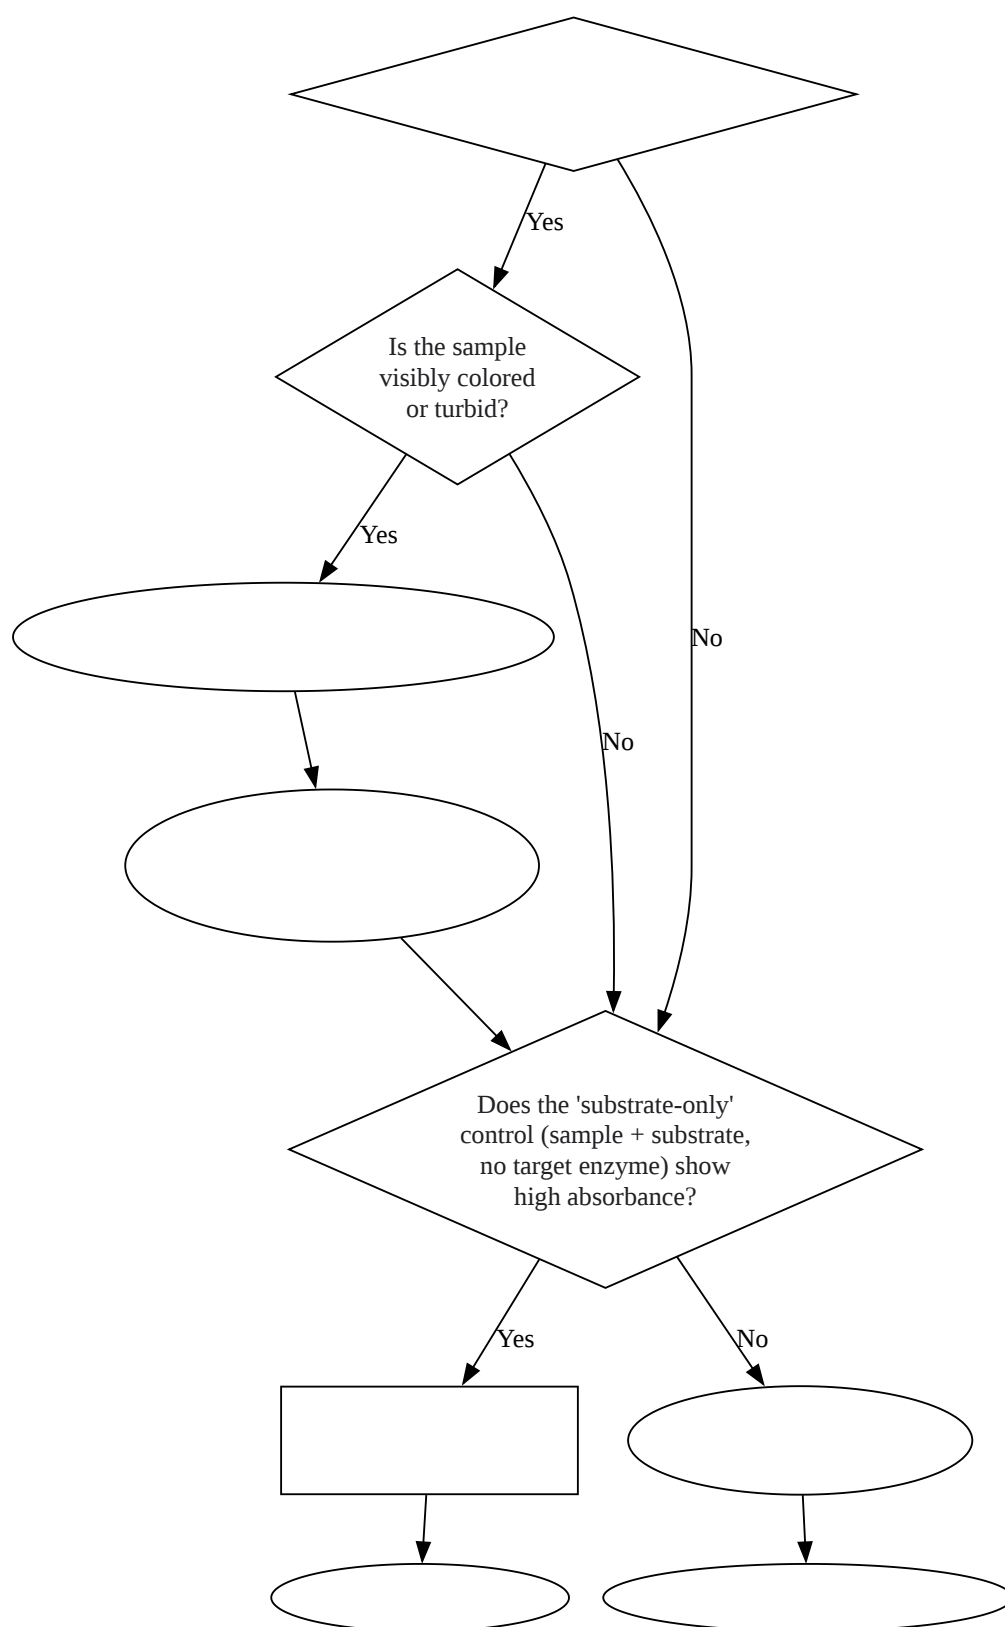 Yes
Is the sample
visibly colored
or turbid?
Yes
No
No
Does the 'substrate-only'
control (sample + substrate,
no target enzyme) show
high absorbance?
Yes
No